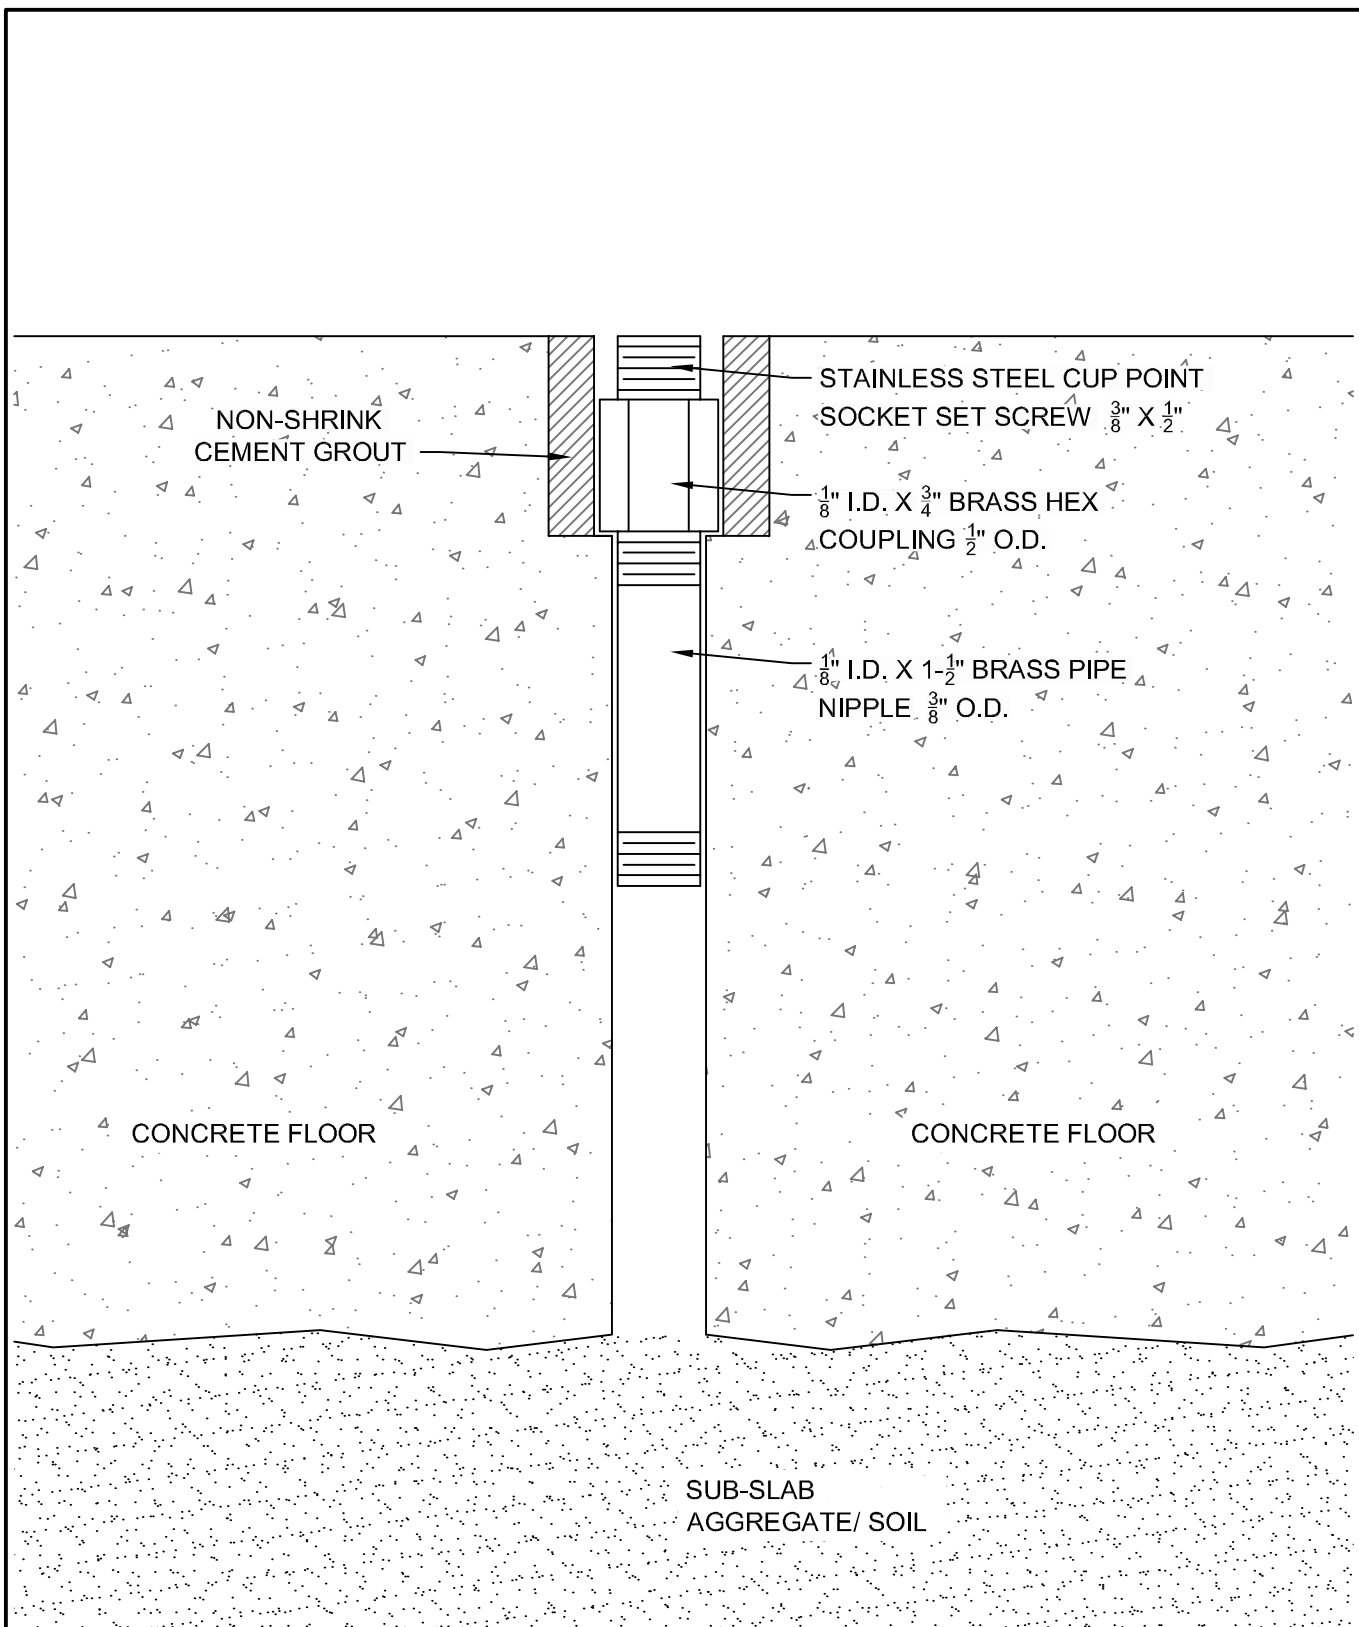 STAINLESS STEEL CUP POINT
SOCKET SET SCREW 3/8" X 1/2"
NON-SHRINK
CEMENT GROUT
1/8" I.D. X 3/4" BRASS HEX
COUPLING 1/2" O.D.
1/8" I.D. X 1-1/2" BRASS PIPE
NIPPLE 3/8" O.D.
CONCRETE FLOOR
CONCRETE FLOOR
SUB-SLAB
AGGREGATE/ SOIL